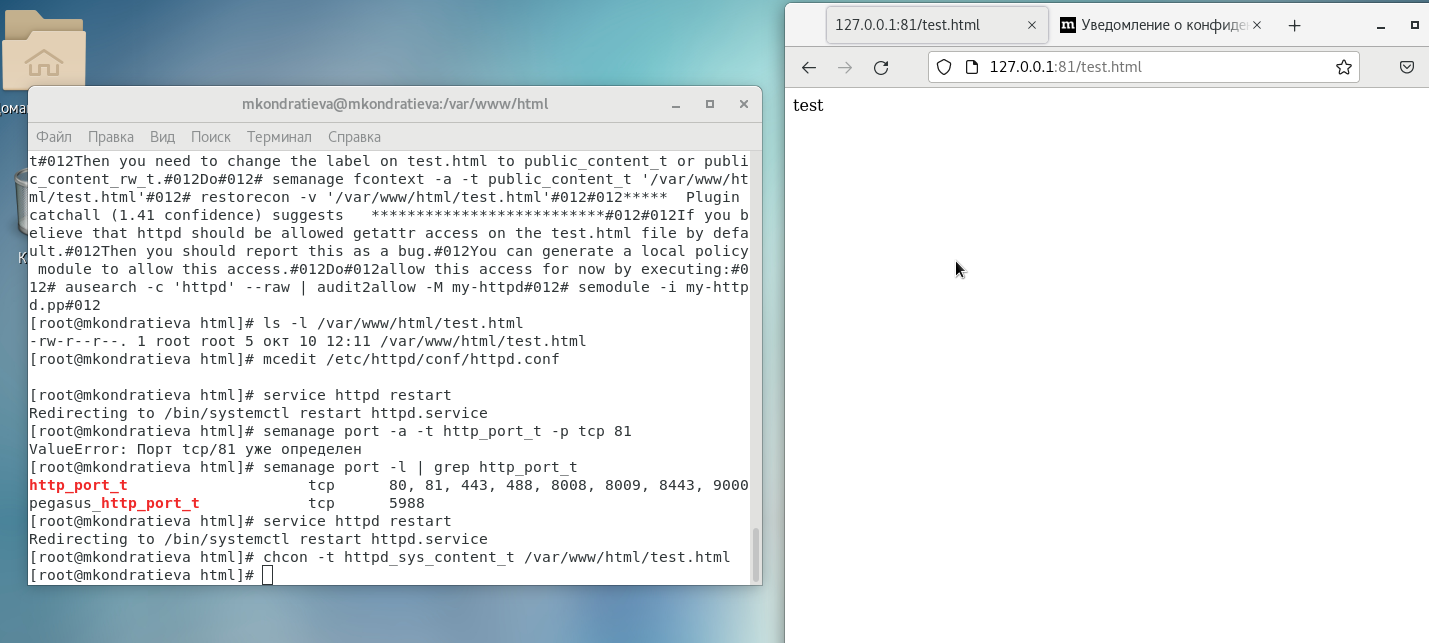 ома
К
mkondratieva@mkondratieva:/var/www/html
Файл Правка Вид Поиск Терминал Справка
t#012Then you need to change the label on test.html to public_content_t or publi
c_content_rw_t.#012Do#012# semanage fcontext -a -t public_content_t '/var/www/ht
ml/test.html'#012# restorecon -v '/var/www/html/test.html'#012#012***** Plugin
catchall (1.41 confidence) suggests **************************#012#012If you b
elieve that httpd should be allowed getattr access on the test.html file by defa
ult.#012Then you should report this as a bug.#012You can generate a local policy
module to allow this access.#012Do#012allow this access for now by executing:#0
12# ausearch -c 'httpd' --raw | audit2allow -M my-httpd#012# semodule -i my-http
d.pp#012
[root@mkondratieva html]# ls -l /var/www/html/test.html
-rw-r--r--. 1 root root 5 окт 10 12:11 /var/www/html/test.html
[root@mkondratieva html]# mcedit /etc/httpd/conf/httpd.conf
[root@mkondratieva html]# service httpd restart
Redirecting to /bin/systemctl restart httpd.service
[root@mkondratieva html]# semanage port -a -t http_port_t -p tcp 81
ValueError: Порт tcp/81 уже определен
[root@mkondratieva html]# semanage port -l | grep http_port_t
http_port_t tcp 80, 81, 443, 488, 8008, 8009, 8443, 9000
pegasus_http_port_t tcp 5988
[root@mkondratieva html]# service httpd restart
Redirecting to /bin/systemctl restart httpd.service
[root@mkondratieva html]# chcon -t httpd_sys_content_t /var/www/html/test.html
[root@mkondratieva html]#
127.0.0.1:81/test.html
m Уведомление о конфиде
127.0.0.1:81/test.html
test